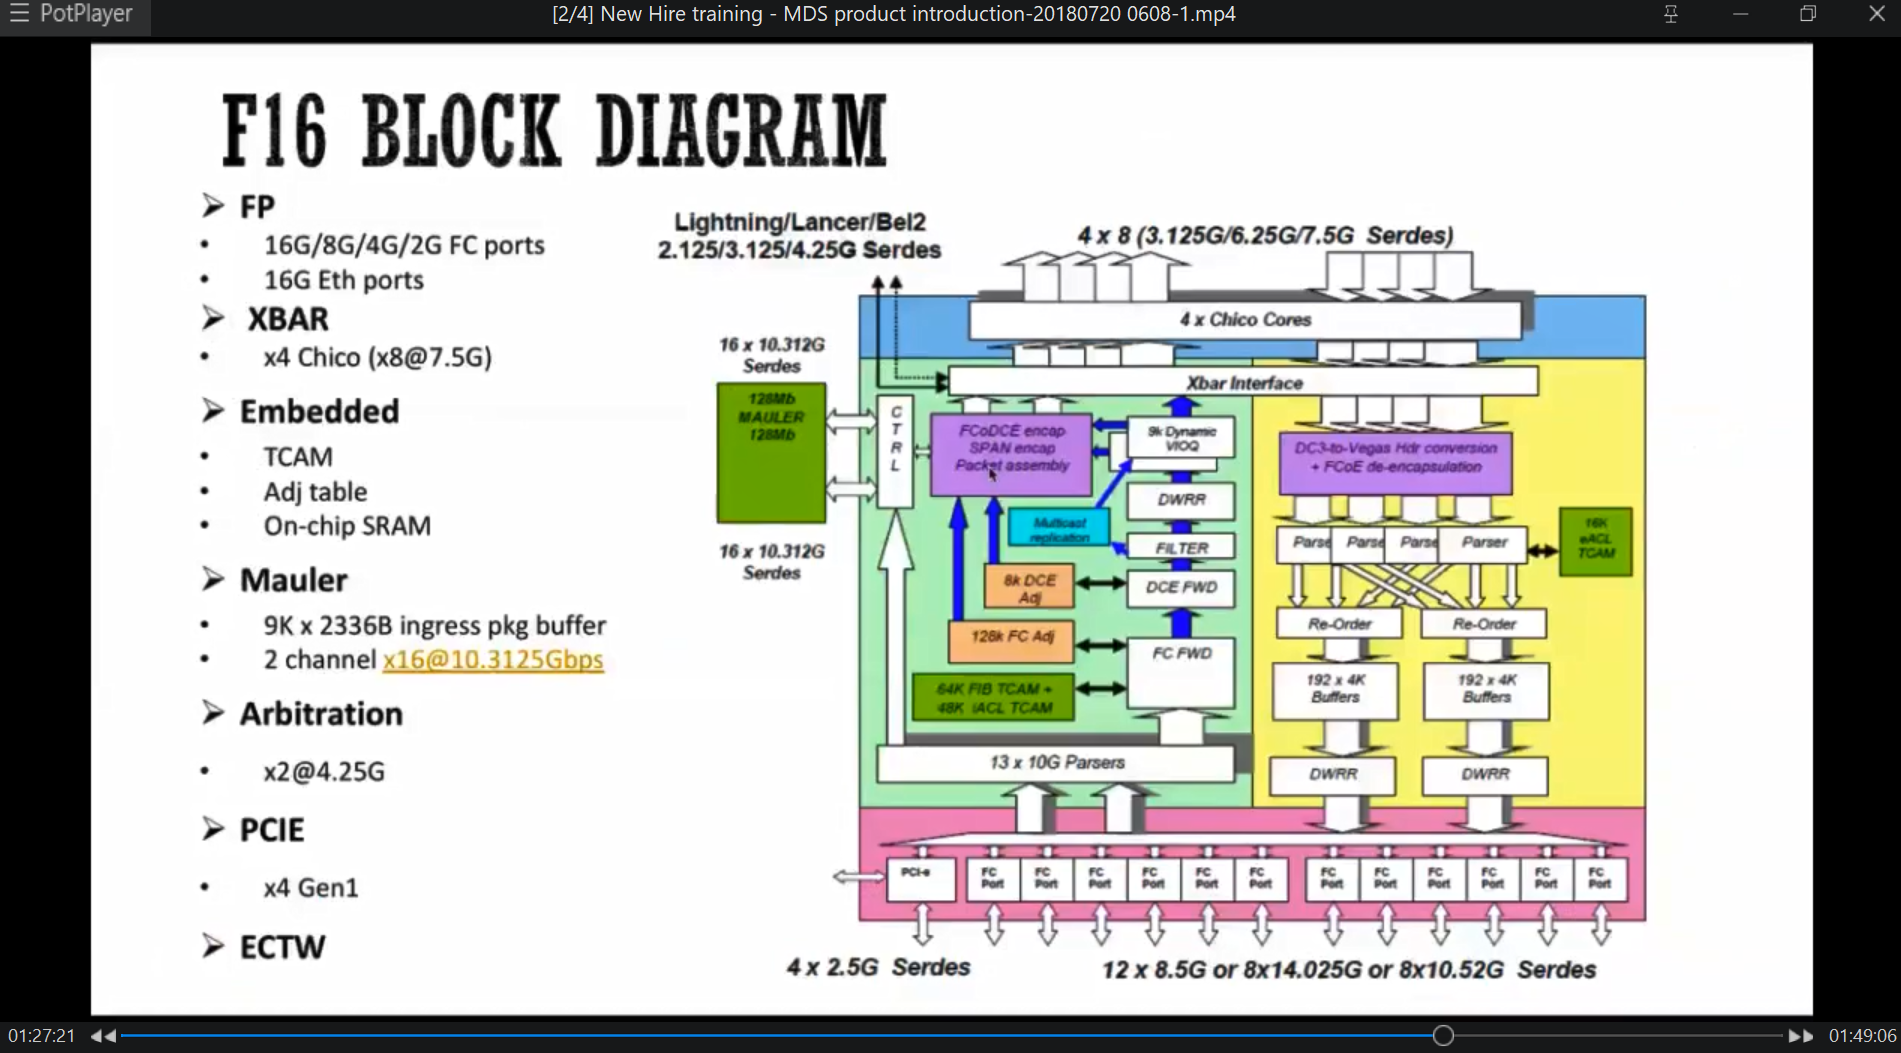 PotPlayer
[2/4] New Hire training - MDS product introduction-20180720 0608-1.mp4
F16 BLOCK DIAGRAM
FP
16G/8G/4G/2G FC ports
16G Eth ports
XBAR
x4 Chico (x8@7.5G)
Embedded
TCAM
Adj table
On-chip SRAM
Mauler
9K x 2336B ingress pkg buffer
2 channel x16@10.3125Gbps
Arbitration
x2@4.25G
PCIE
x4 Gen1
ECTW
Lightning/Lancer/Bel2
2.125/3.125/4.25G Serdes
4 x 8 (3.125G/6.25G/7.5G Serdes)
4 x Chico Cores
Xbar Interface
16 x 10.312G
Serdes
128Mb
MAULER
128Mb
16 x 10.312G
Serdes
C
T
R
L
FCoDCE encap
SPAN encap
Packet assembly
9k Dynamic
VIOQ
DWRR
Multicast
replication
FILTER
8k DCE
Adj
DCE FWD
128k FC Adj
FC FWD
64K FIB TCAM +
48K iACL TCAM
13 x 10G Parsers
DC3-to-Vegas Hdr conversion
+ FCoE de-encapsulation
Parse Parse Parse Parser
16K
eACL
TCAM
Re-Order
Re-Order
192 x 4K
Buffers
192 x 4K
Buffers
DWRR
DWRR
PCI-e
FC
Port
FC
Port
FC
Port
FC
Port
FC
Port
FC
Port
FC
Port
FC
Port
FC
Port
FC
Port
FC
Port
FC
Port
4 x 2.5G Serdes
12 x 8.5G or 8x14.025G or 8x10.52G Serdes
01:27:21
01:49:06